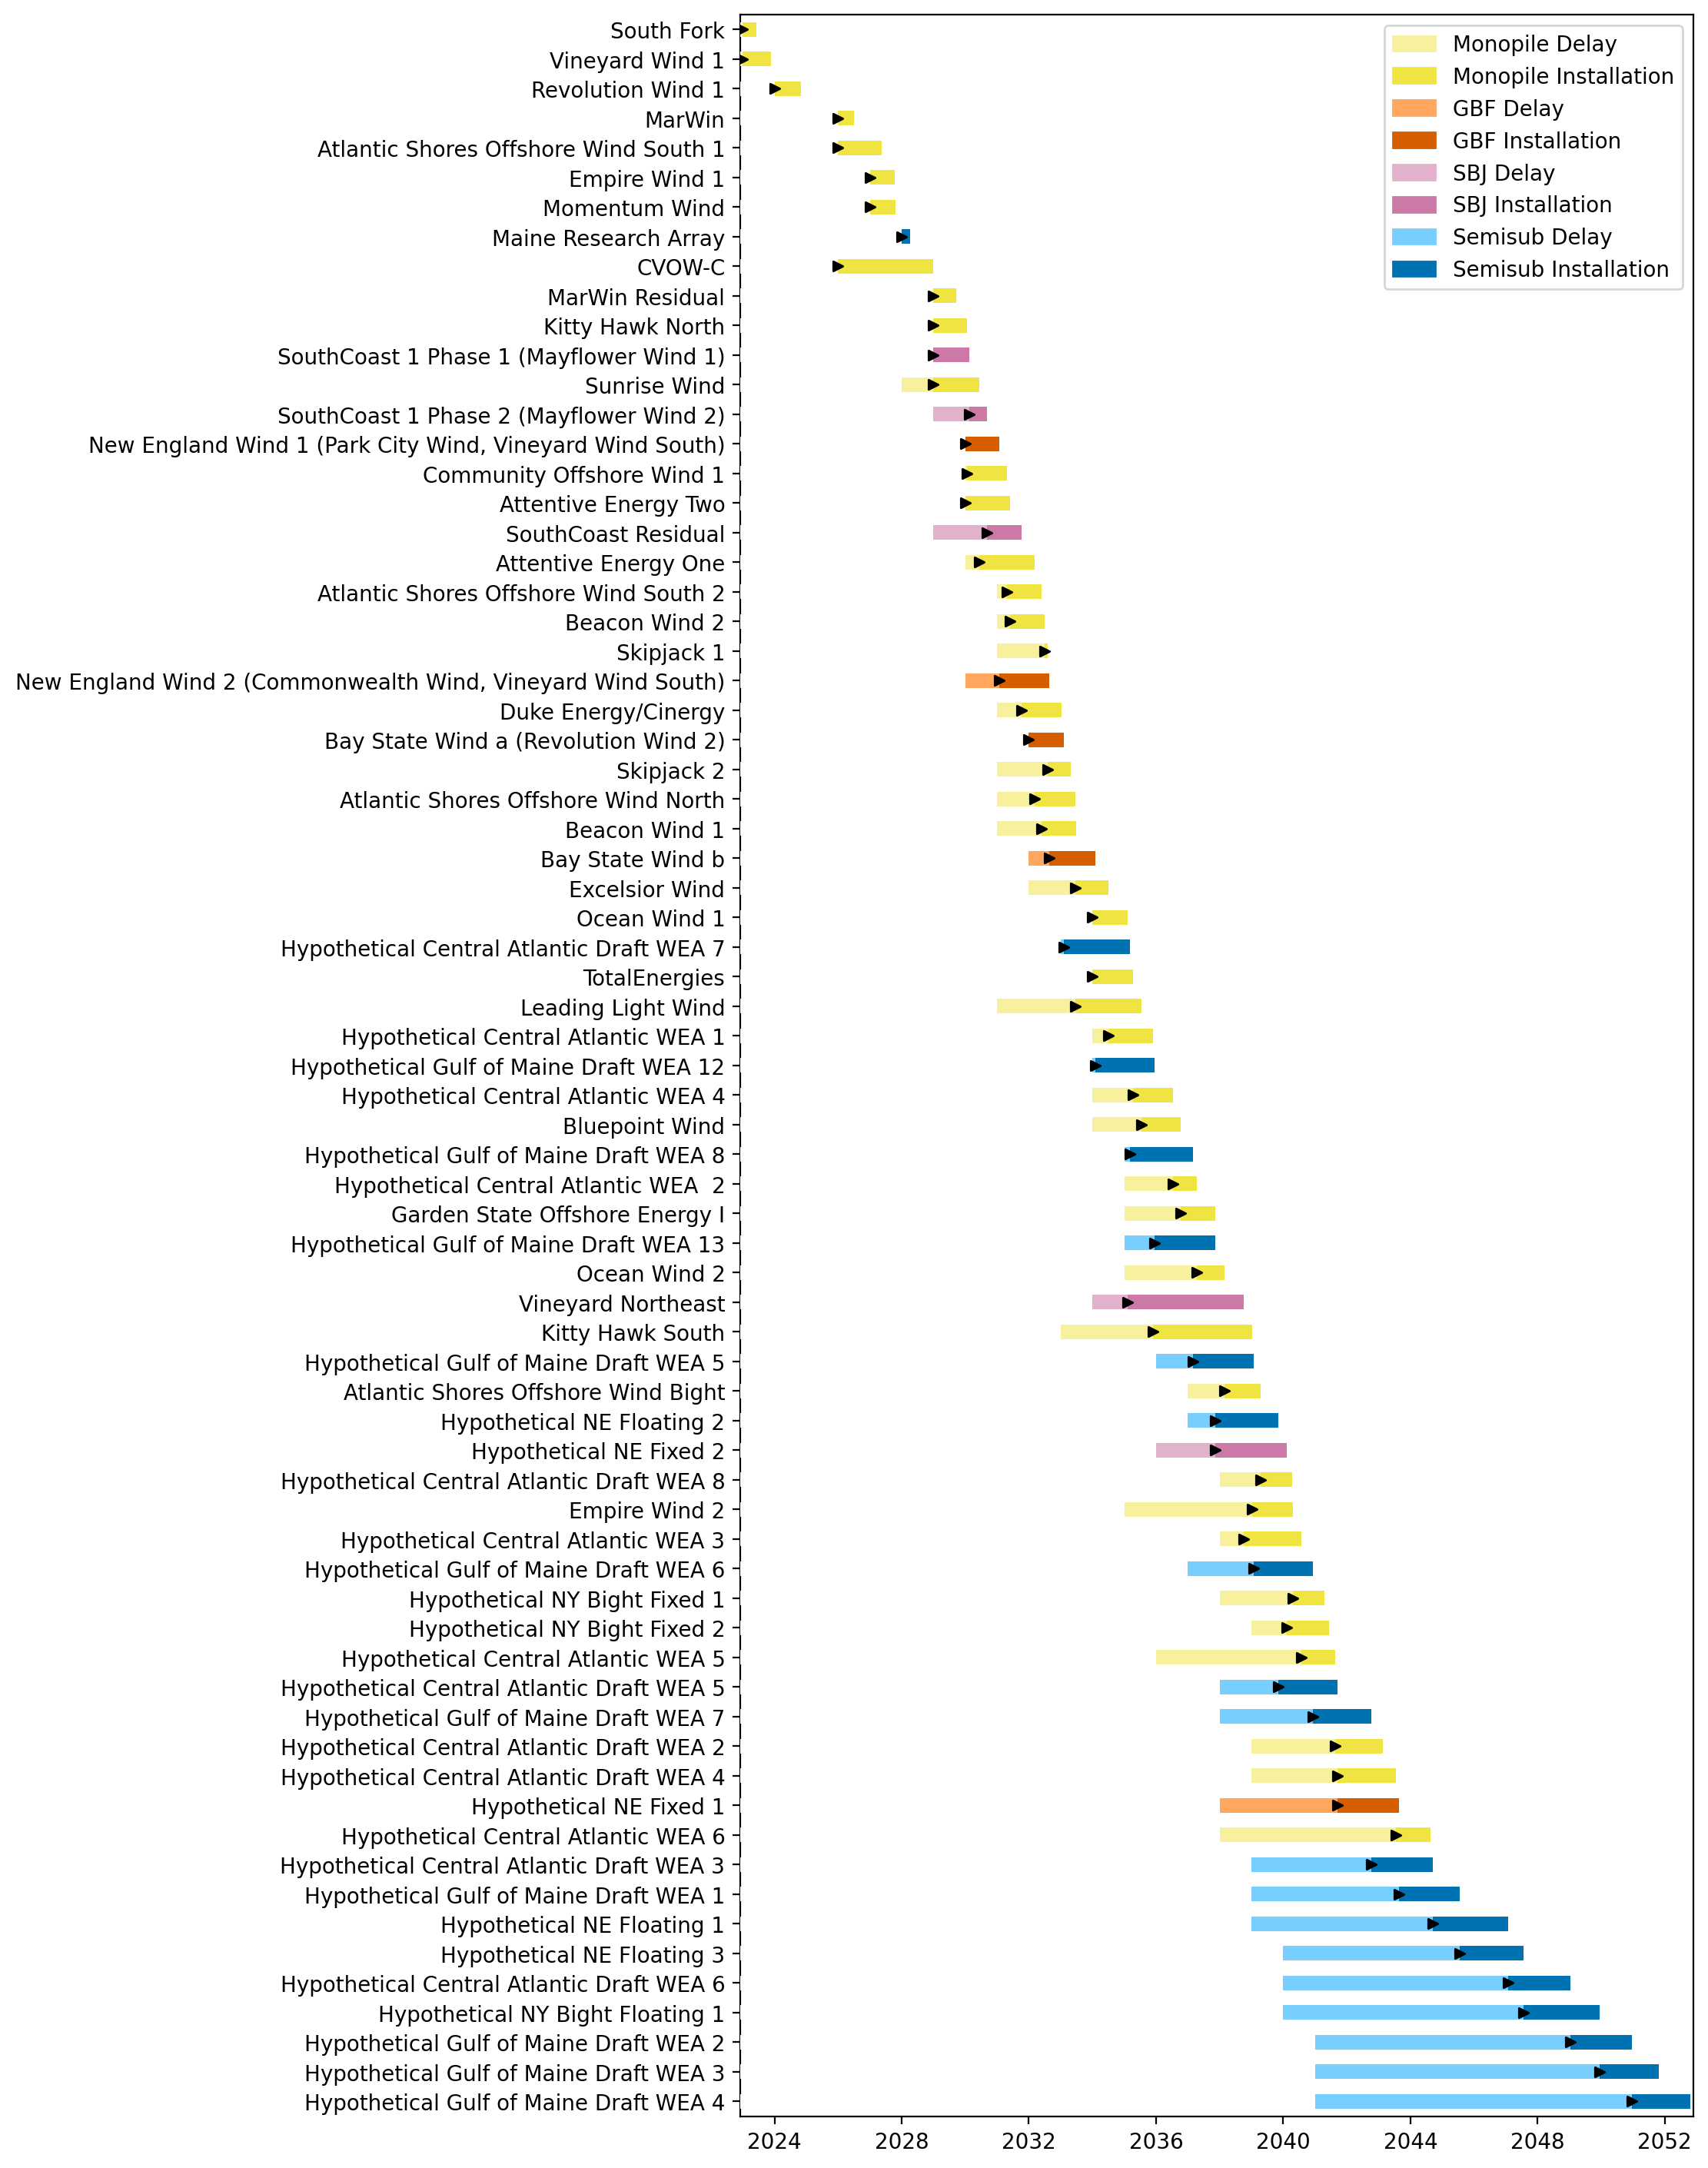 South Fork
Vineyard Wind 1
Revolution Wind 1
MarWin
Atlantic Shores Offshore Wind South 1
Empire Wind 1
Momentum Wind
Maine Research Array
CVOW-C
MarWin Residual
Kitty Hawk North
SouthCoast 1 Phase 1 (Mayflower Wind 1)
Sunrise Wind
SouthCoast 1 Phase 2 (Mayflower Wind 2)
New England Wind 1 (Park City Wind, Vineyard Wind South)
Community Offshore Wind 1
Attentive Energy Two
SouthCoast Residual
Attentive Energy One
Atlantic Shores Offshore Wind South 2
Beacon Wind 2
Skipjack 1
New England Wind 2 (Commonwealth Wind, Vineyard Wind South)
Duke Energy/Cinergy
Bay State Wind a (Revolution Wind 2)
Skipjack 2
Atlantic Shores Offshore Wind North
Beacon Wind 1
Bay State Wind b
Excelsior Wind
Ocean Wind 1
Hypothetical Central Atlantic Draft WEA 7
TotalEnergies
Leading Light Wind
Hypothetical Central Atlantic WEA 1
Hypothetical Gulf of Maine Draft WEA 12
Hypothetical Central Atlantic WEA 4
Bluepoint Wind
Hypothetical Gulf of Maine Draft WEA 8
Hypothetical Central Atlantic WEA  2
Garden State Offshore Energy I
Hypothetical Gulf of Maine Draft WEA 13
Ocean Wind 2
Vineyard Northeast
Kitty Hawk South
Hypothetical Gulf of Maine Draft WEA 5
Atlantic Shores Offshore Wind Bight
Hypothetical NE Floating 2
Hypothetical NE Fixed 2
Hypothetical Central Atlantic Draft WEA 8
Empire Wind 2
Hypothetical Central Atlantic WEA 3
Hypothetical Gulf of Maine Draft WEA 6
Hypothetical NY Bight Fixed 1
Hypothetical NY Bight Fixed 2
Hypothetical Central Atlantic WEA 5
Hypothetical Central Atlantic Draft WEA 5
Hypothetical Gulf of Maine Draft WEA 7
Hypothetical Central Atlantic Draft WEA 2
Hypothetical Central Atlantic Draft WEA 4
Hypothetical NE Fixed 1
Hypothetical Central Atlantic WEA 6
Hypothetical Central Atlantic Draft WEA 3
Hypothetical Gulf of Maine Draft WEA 1
Hypothetical NE Floating 1
Hypothetical NE Floating 3
Hypothetical Central Atlantic Draft WEA 6
Hypothetical NY Bight Floating 1
Hypothetical Gulf of Maine Draft WEA 2
Hypothetical Gulf of Maine Draft WEA 3
Hypothetical Gulf of Maine Draft WEA 4
Monopile Delay
Monopile Installation
GBF Delay
GBF Installation
SBJ Delay
SBJ Installation
Semisub Delay
Semisub Installation
2024 2028 2032 2036 2040 2044 2048 2052